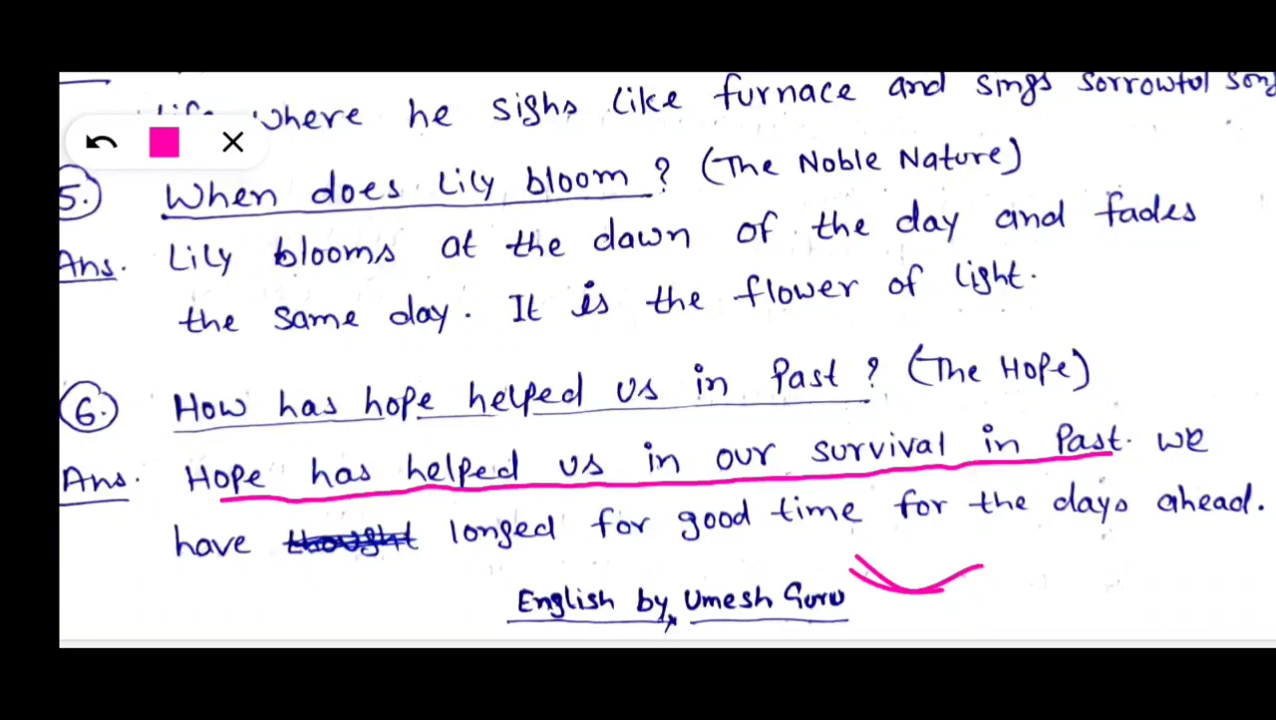 where he sighs like furnace and sings sorrowful song
5. When does Lily bloom ? (The Noble Nature)
Ans. Lily blooms at the dawn of the day and fades
the same day. It is the flower of light.
6. How has hope helped us in Past ? (The Hope)
Ans. Hope has helped us in our survival in Past. we
have thought longed for good time for the days ahead.
English by Umesh Guru